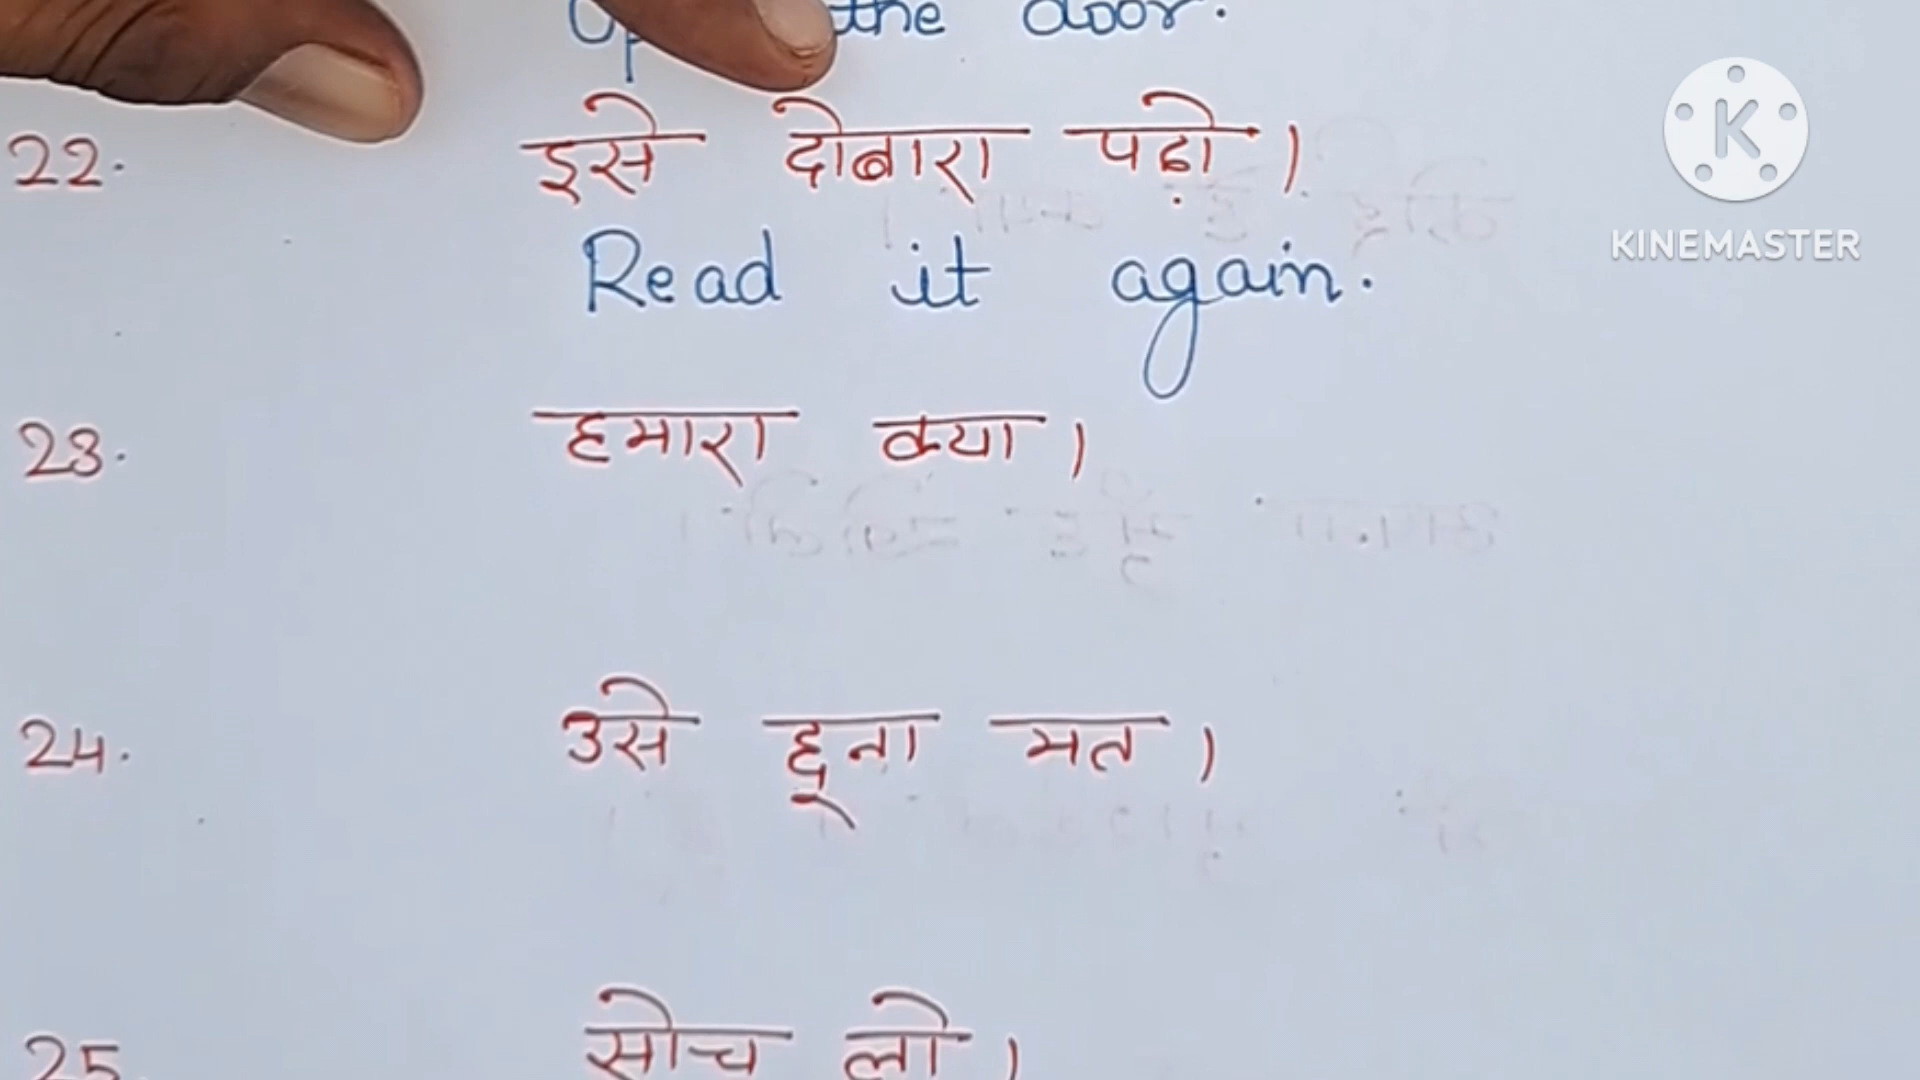 the door.
22. इसे दोबारा पढ़ो।
Read it again.
23. हमारा क्या।
24. उसे छूना मत।
25. सोच लो।
KINEMASTER